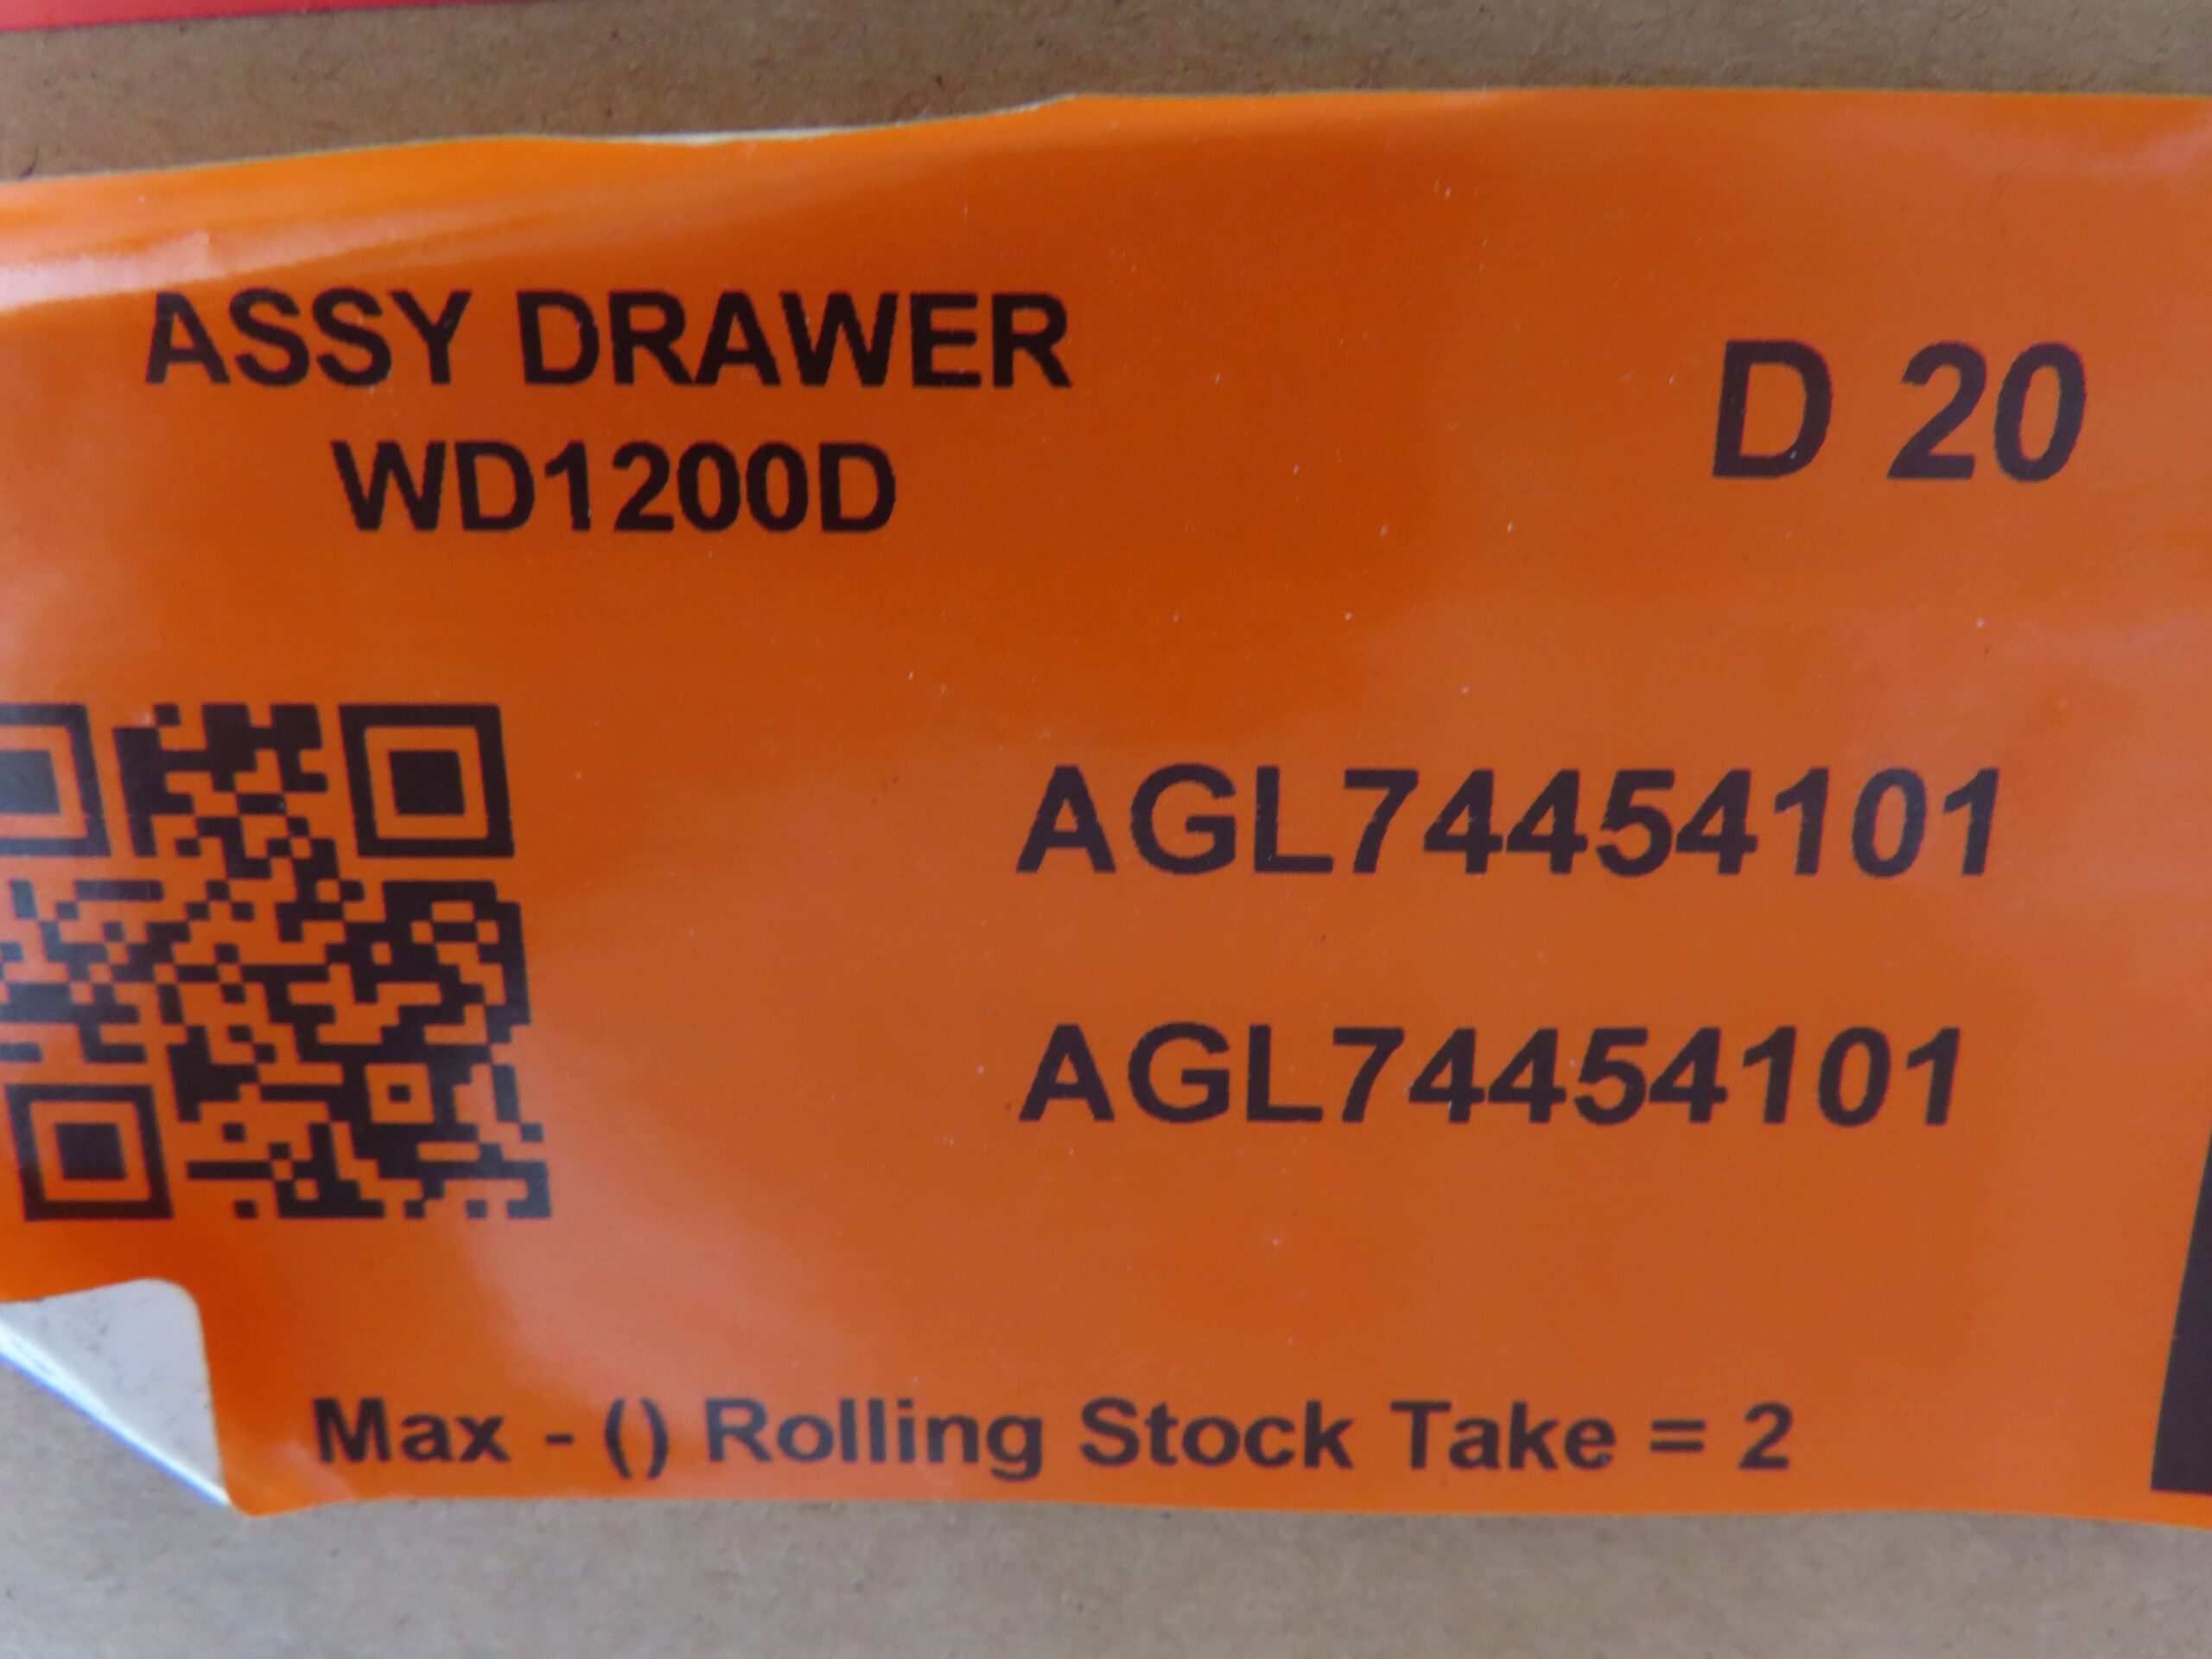 ASSY DRAWER
WD1200D
D 20
AGL74454101
AGL74454101
Max - () Rolling Stock Take = 2